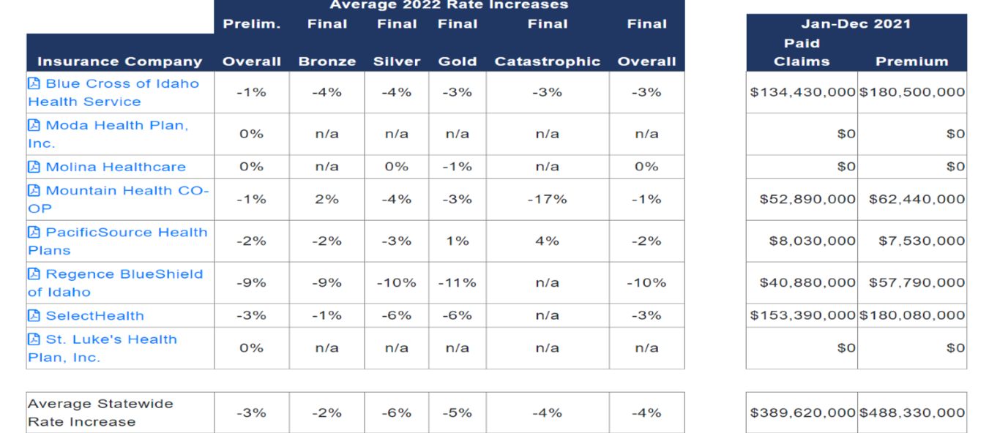 Average 2022 Rate Increases
Prelim. Final Final Final Final Final Jan-Dec 2021
Paid
Insurance Company Overall Bronze Silver Gold Catastrophic Overall Claims Premium
Blue Cross of Idaho
Health Service -1% -4% -4% -3% -3% -3% $134,430,000 $180,500,000
Moda Health Plan,
Inc. 0% n/a n/a n/a n/a n/a $0 $0
Molina Healthcare 0% n/a 0% -1% n/a 0% $0 $0
Mountain Health CO-
OP -1% 2% -4% -3% -17% -1% $52,890,000 $62,440,000
PacificSource Health
Plans -2% -2% -3% 1% 4% -2% $8,030,000 $7,530,000
Regence BlueShield
of Idaho -9% -9% -10% -11% n/a -10% $40,880,000 $57,790,000
SelectHealth -3% -1% -6% -6% n/a -3% $153,390,000 $180,080,000
St. Luke's Health
Plan, Inc. 0% n/a n/a n/a n/a n/a $0 $0
Average Statewide
Rate Increase -3% -2% -6% -5% -4% -4% $389,620,000 $488,330,000